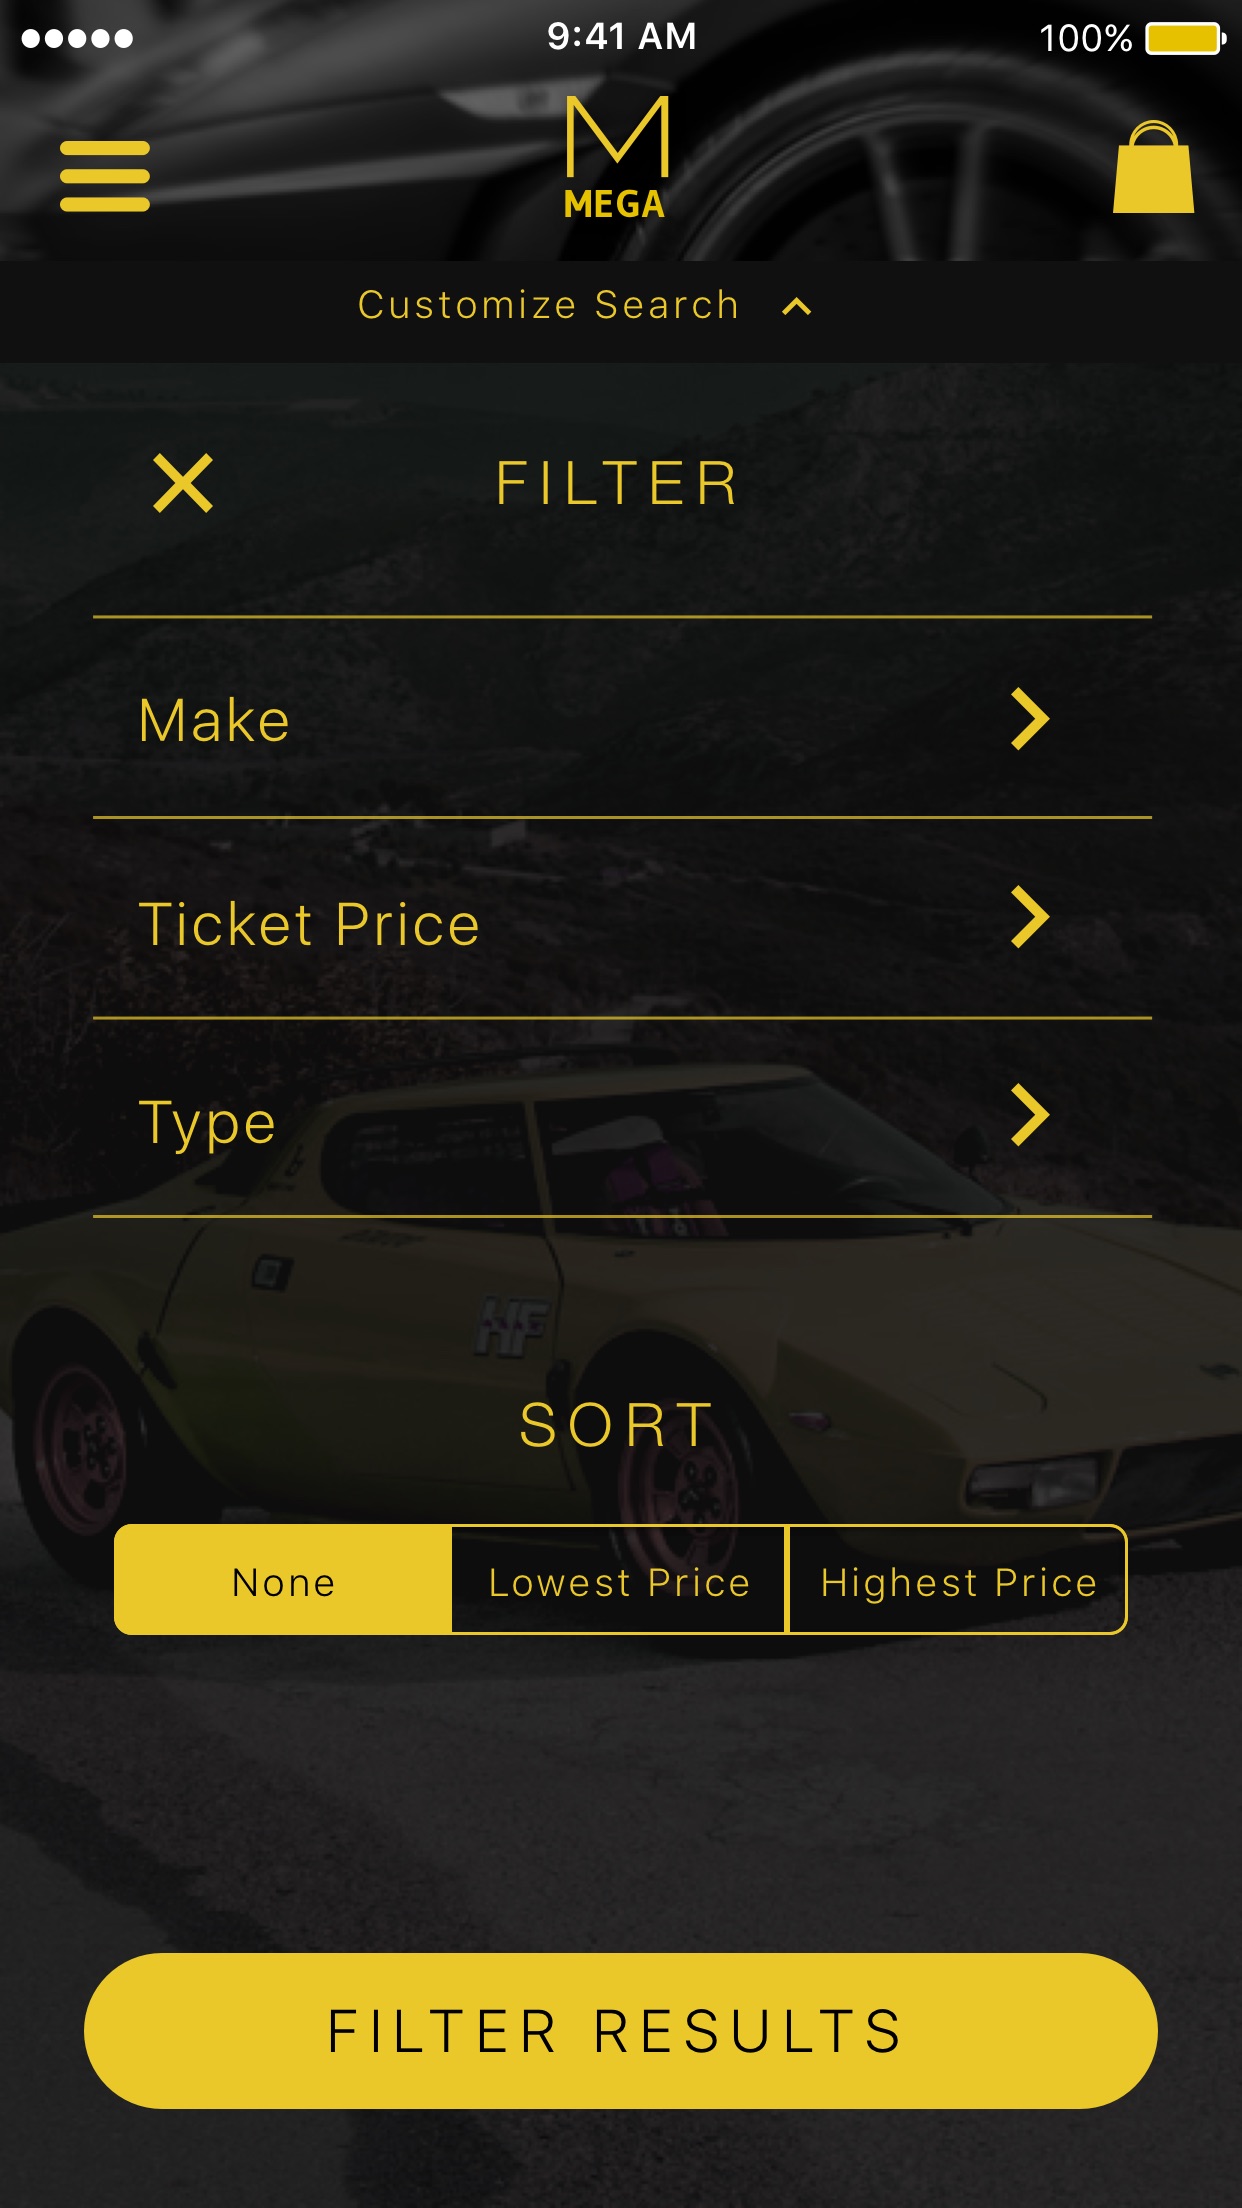 9:41 AM
100%
M
MEGA
Customize Search
FILTER
Make
Ticket Price
Type
HF
SORT
None
Lowest Price
Highest Price
FILTER RESULTS